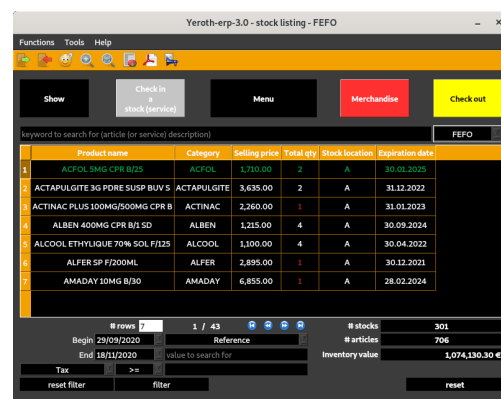 Yeroth-erp-3.0 - stock listing - FEFO
Functions Tools Help
Show
Check in
a
stock (service)
Menu
Merchandise
Check out
keyword to search for (article (or service) description)
FEFO
Product name Category Selling price Total qty Stock location Expiration date
1 ACFOL 5MG CPR B/25 ACFOL 1,710.00 2 A 30.01.2025
2 ACTAPULGITE 3G PDRE SUSP BUV S ACTAPULGITE 3,635.00 2 A 31.12.2022
3 ACTINAC PLUS 100MG/500MG CPR B ACTINAC 2,260.00 1 A 31.01.2023
4 ALBEN 400MG CPR B/1 SD ALBEN 1,215.00 4 A 30.09.2024
5 ALCOOL ETHYLIQUE 70% SOL F/125 ALCOOL 1,100.00 4 A 30.04.2022
6 ALFER SP F/200ML ALFER 2,895.00 1 A 30.12.2021
7 AMADAY 10MG B/30 AMADAY 6,855.00 1 A 28.02.2024
# rows 7 1 / 43 # stocks 301
Begin 29/09/2020 Reference # articles 706
End 18/11/2020 value to search for Inventory value 1,074,130.30 €
Tax >=
reset filter filter reset